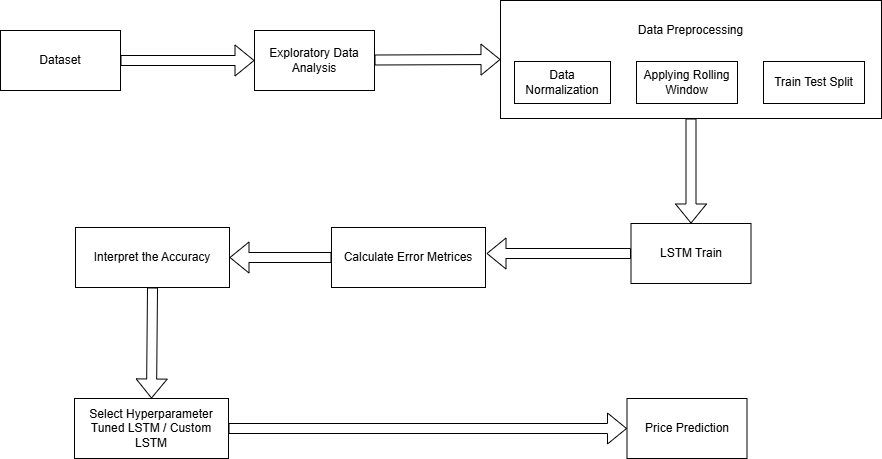 Dataset
Exploratory Data
Analysis
Data Preprocessing
Data
Normalization
Applying Rolling
Window
Train Test Split
LSTM Train
Calculate Error Metrices
Interpret the Accuracy
Select Hyperparameter
Tuned LSTM / Custom
LSTM
Price Prediction